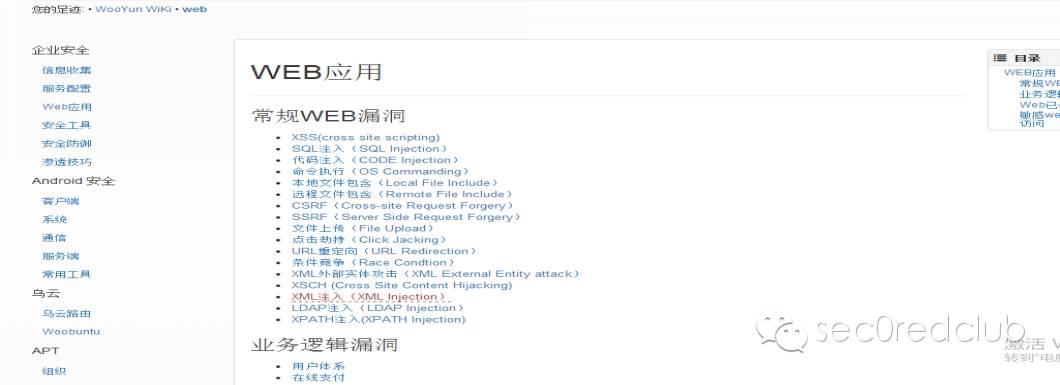 您的足迹: • WooYun WiKi • web
企业安全
信息收集
服务配置
Web应用
安全工具
安全防御
渗透技巧
Android 安全
客户端
系统
通信
服务端
常用工具
乌云
乌云路由
Woobuntu
APT
组织
WEB应用
常规WEB漏洞
XSS(cross site scripting)
SQL注入（SQL Injection）
代码注入（CODE Injection）
命令执行（OS Commanding）
本地文件包含（Local File Include）
远程文件包含（Remote File Include）
CSRF（Cross-site Request Forgery）
SSRF（Server Side Request Forgery）
文件上传（File Upload）
点击劫持（Click Jacking）
URL重定向（URL Redirection）
条件竞争（Race Condtion）
XML外部实体攻击（XML External Entity attack）
XSCH (Cross Site Content Hijacking)
XML注入（XML Injection）
LDAP注入（LDAP Injection）
XPATH注入(XPATH Injection)
业务逻辑漏洞
用户体系
在线支付
目录
WEB应用
常规WE
业务逻
Web已
敏感we
访问
sec0redclub
激活
转到"电